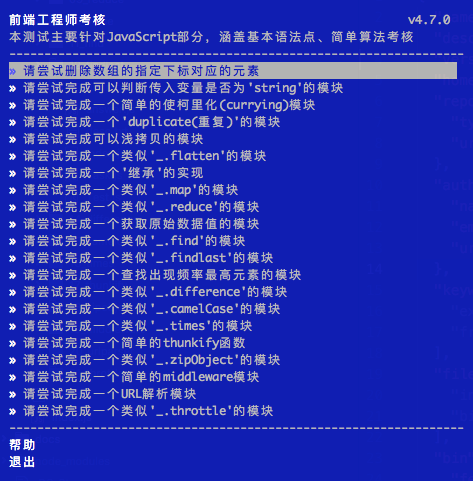 前端工程师考核 v4.7.0
本测试主要针对JavaScript部分，涵盖基本语法点、简单算法考核
» 请尝试删除数组的指定下标对应的元素
» 请尝试完成可以判断传入变量是否为'string'的模块
» 请尝试完成一个简单的使柯里化(currying)模块
» 请尝试完成一个'duplicate(重复)'的模块
» 请尝试完成可以浅拷贝的模块
» 请尝试完成一个类似'_.flatten'的模块
» 请尝试完成一个'继承'的实现
» 请尝试完成一个类似'_.map'的模块
» 请尝试完成一个类似'_.reduce'的模块
» 请尝试完成一个获取原始数据值的模块
» 请尝试完成一个类似'_.find'的模块
» 请尝试完成一个类似'_.findlast'的模块
» 请尝试完成一个查找出现频率最高元素的模块
» 请尝试完成一个类似'_.difference'的模块
» 请尝试完成一个类似'_.camelCase'的模块
» 请尝试完成一个类似'_.times'的模块
» 请尝试完成一个简单的thunkify函数
» 请尝试完成一个类似'_.zipObject'的模块
» 请尝试完成一个简单的middleware模块
» 请尝试完成一个URL解析模块
» 请尝试完成一个类似'_.throttle'的模块
帮助
退出